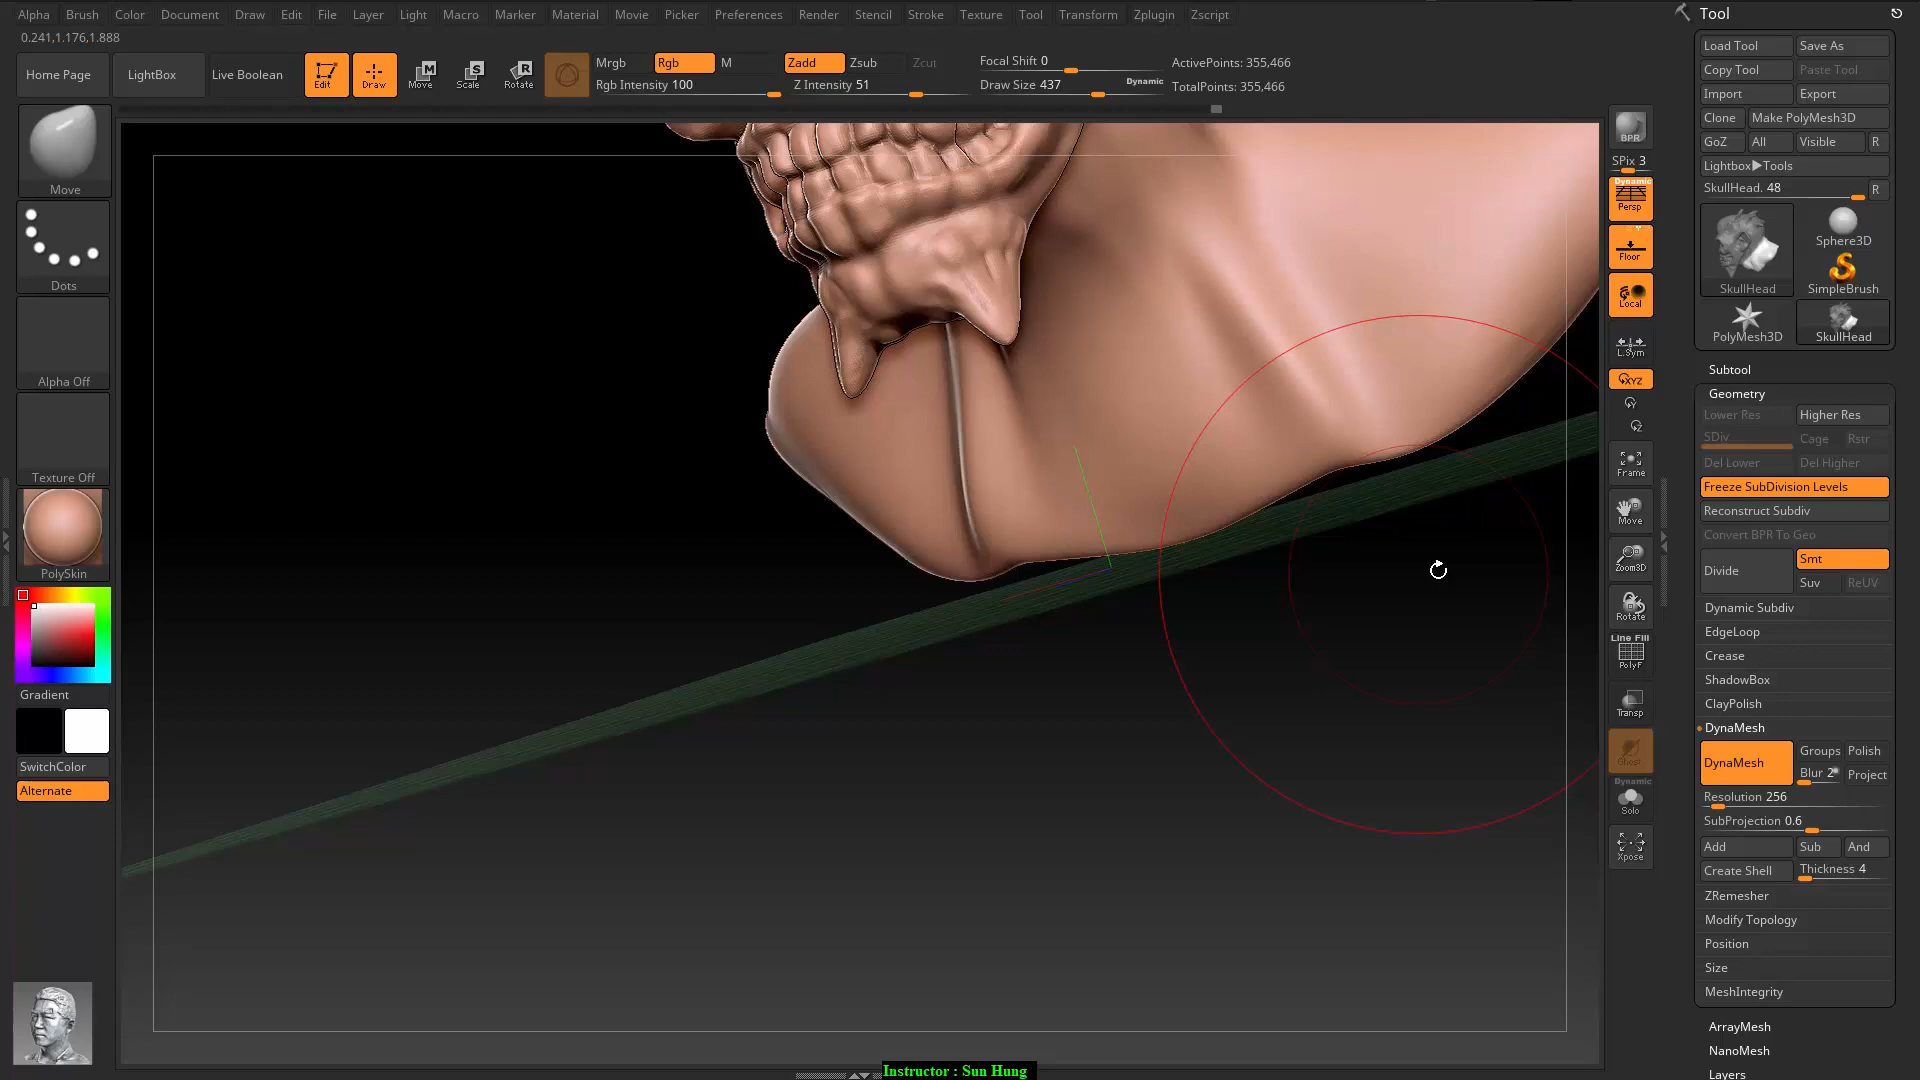 Alpha Brush Color Document Draw Edit File Layer Light Macro Marker Material Movie Picker Preferences Render Stencil Stroke Texture Tool Transform Zplugin Zscript
Tool
0.241,1.176,1.888
Home Page LightBox Live Boolean Edit Draw Move Scale Rotate
Mrgb Rgb M Zadd Zsub Zcut
Rgb Intensity 100 Z Intensity 51
Focal Shift 0
Draw Size 437 Dynamic
ActivePoints: 355,466
TotalPoints: 355,466
Move
Dots
Alpha Off
Texture Off
PolySkin
Gradient
SwitchColor
Alternate
BPR
SPix 3
Dynamic
Persp
Floor
Local
L.Sym
XYZ
Y
Z
Frame
Move
Zoom3D
Rotate
Line Fill
PolyF
Transp
Ghost
Dynamic
Solo
Xpose
Load Tool Save As
Copy Tool Paste Tool
Import Export
Clone Make PolyMesh3D
GoZ All Visible R
Lightbox▶Tools
SkullHead. 48 R
SkullHead
Sphere3D
SimpleBrush
PolyMesh3D
SkullHead
Subtool
Geometry
Lower Res Higher Res
SDiv Cage Rstr
Del Lower Del Higher
Freeze SubDivision Levels
Reconstruct Subdiv
Convert BPR To Geo
Divide Smt
Suv ReUV
Dynamic Subdiv
EdgeLoop
Crease
ShadowBox
ClayPolish
DynaMesh
DynaMesh Groups Polish
Blur 2 Project
Resolution 256
SubProjection 0.6
Add Sub And
Create Shell Thickness 4
ZRemesher
Modify Topology
Position
Size
MeshIntegrity
ArrayMesh
NanoMesh
Layers
Instructor : Sun Hung